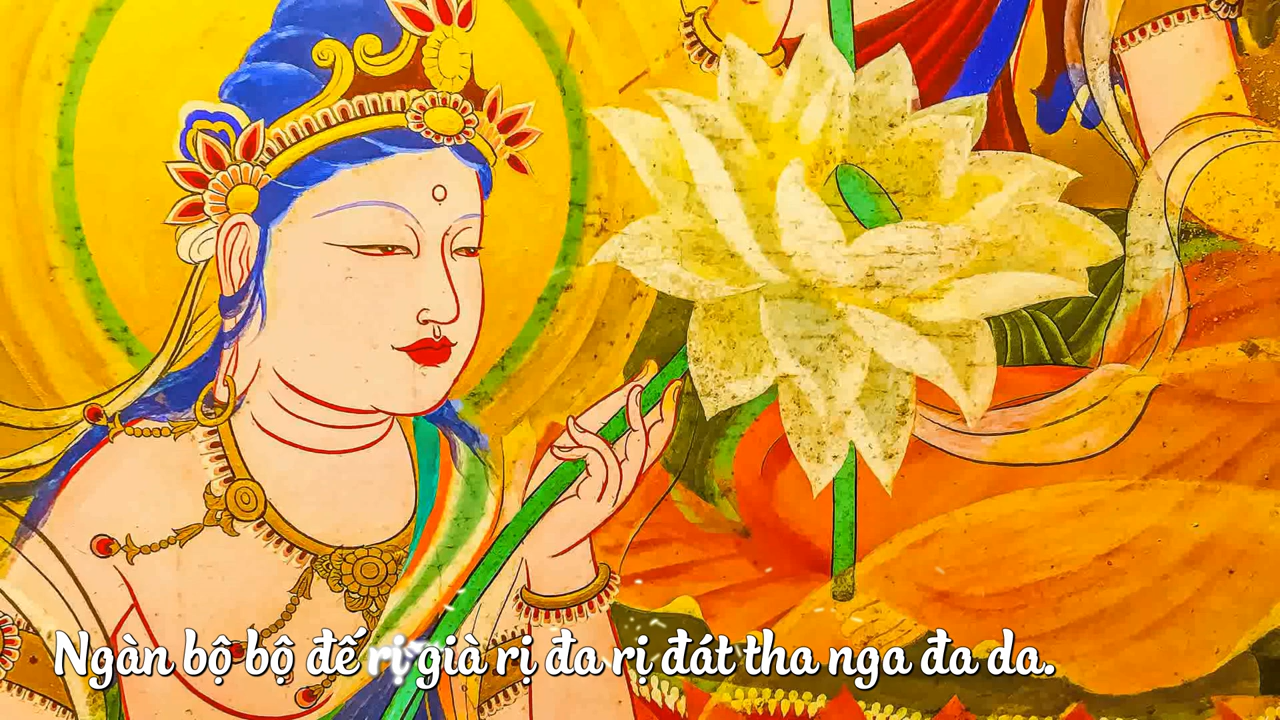 Ngàn bộ bộ đế rị già rị đa rị đát tha nga đa da.